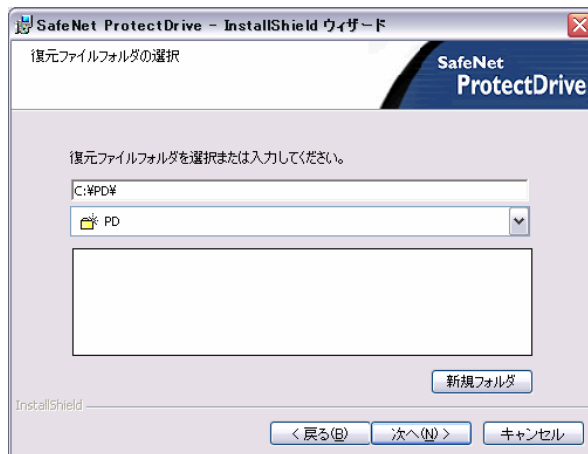 SafeNet ProtectDrive - InstallShield ウィザード
復元ファイルフォルダの選択
SafeNet
ProtectDrive
復元ファイルフォルダを選択または入力してください。
C:¥PD¥
PD
新規フォルダ
InstallShield
< 戻る(B)
次へ(N) >
キャンセル